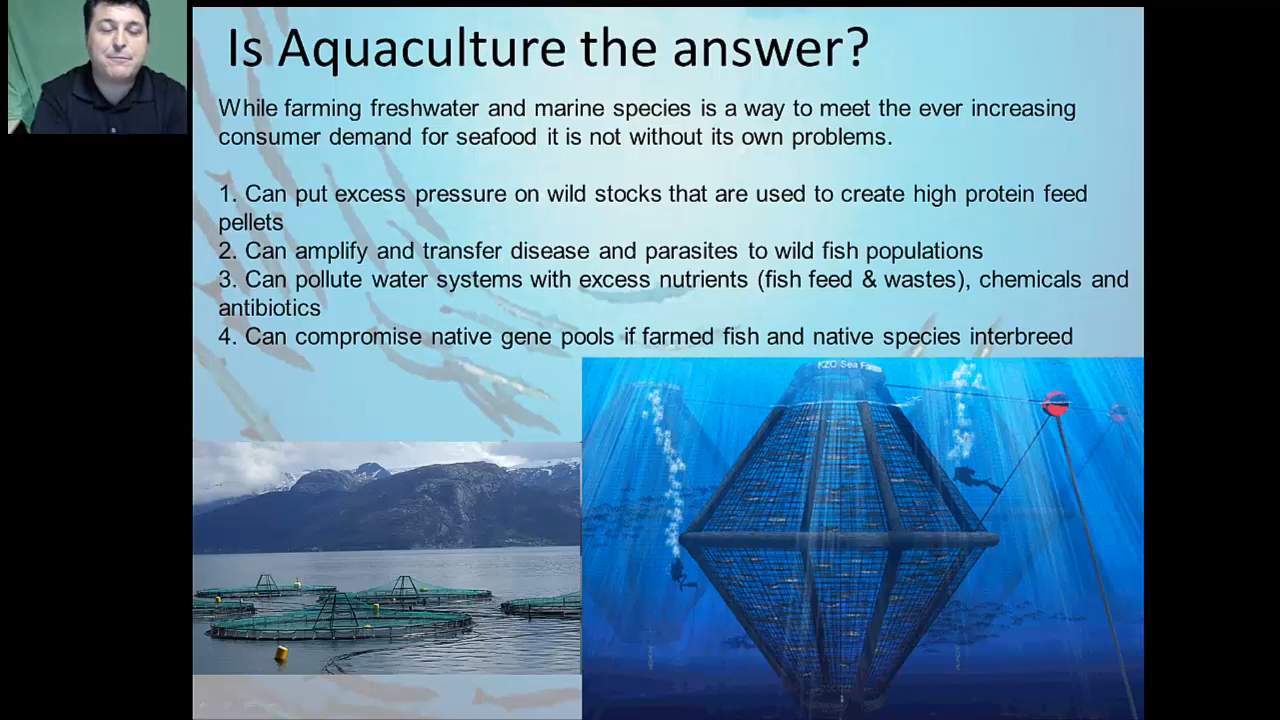 Is Aquaculture the answer?
While farming freshwater and marine species is a way to meet the ever increasing
consumer demand for seafood it is not without its own problems.
1. Can put excess pressure on wild stocks that are used to create high protein feed
pellets
2. Can amplify and transfer disease and parasites to wild fish populations
3. Can pollute water systems with excess nutrients (fish feed & wastes), chemicals and
antibiotics
4. Can compromise native gene pools if farmed fish and native species interbreed
KZO Sea Farms